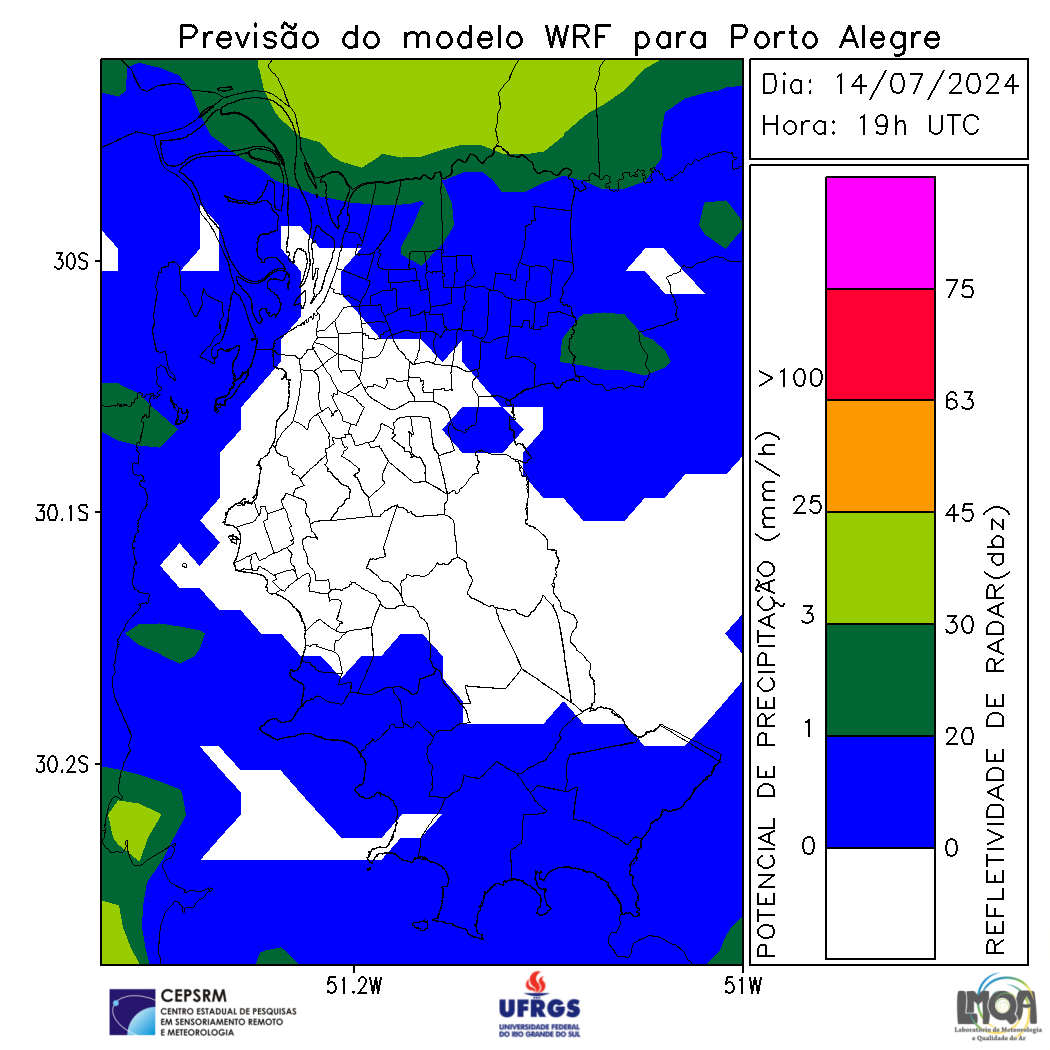 Previsão do modelo WRF para Porto Alegre
Dia: 14/07/2024
Hora: 19h UTC
30S
30.1S
30.2S
51.2W
51W
POTENCIAL DE PRECIPITAÇÃO (mm/h)
>100
25
3
1
0
75
63
45
30
20
0
REFLETIVIDADE DE RADAR(dbz)
CEPSRM
CENTRO ESTADUAL DE PESQUISAS
EM SENSORIAMENTO REMOTO
E METEOROLOGIA
UFRGS
UNIVERSIDADE FEDERAL
DO RIO GRANDE DO SUL
LMQA
Laboratório de Meteorologia
e Qualidade do Ar